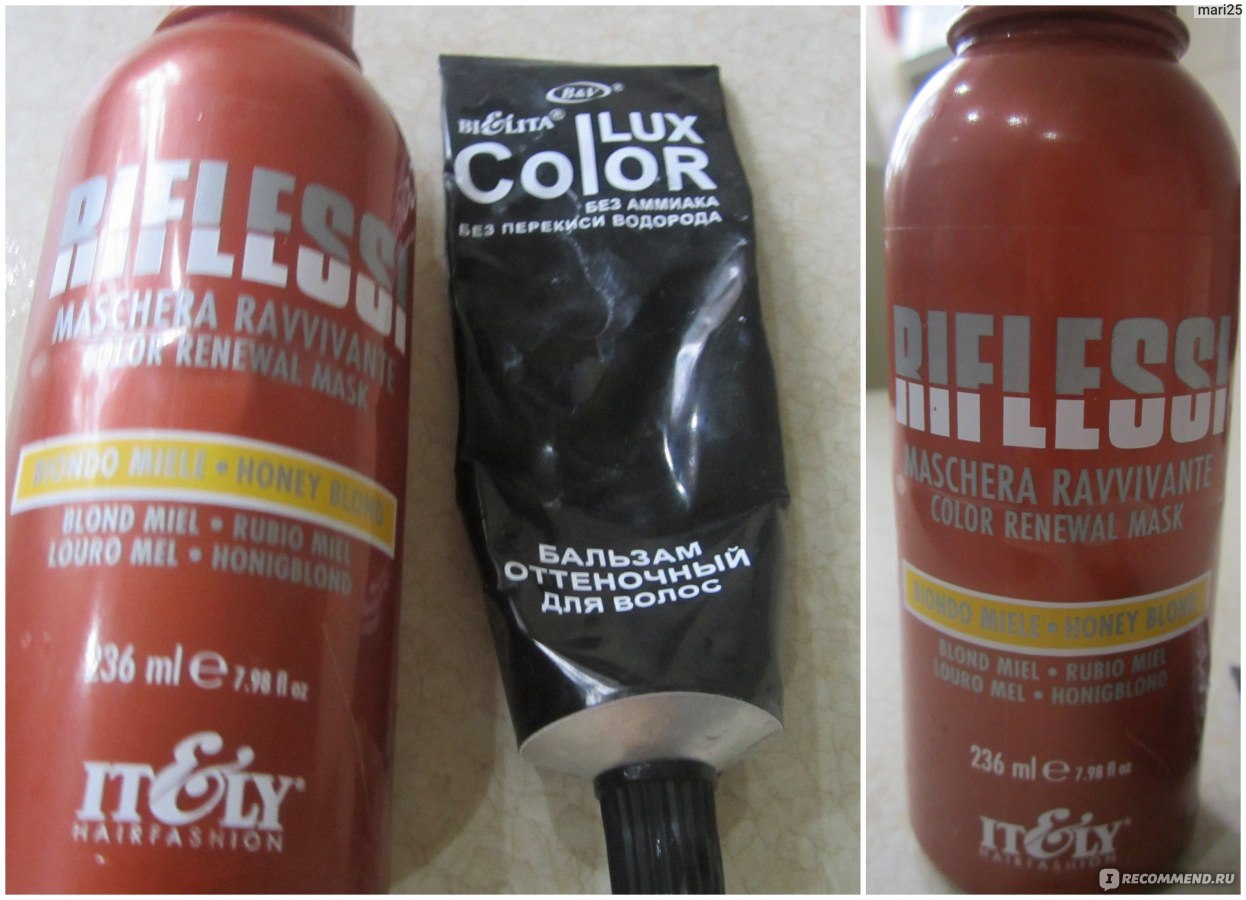 RIFLESSI
MASCHERA RAVVIVANTE
COLOR RENEWAL MASK
BIONDO MIELE • HONEY BLOND
BLOND MIEL • RUBIO MIEL
LOURO MEL • HONIGBLOND
236 ml e 7.98 fl oz
IT&LY®
HAIRFASHION
B&V®
BIELITA®
LUX
COLOR
БЕЗ АММИАКА
БЕЗ ПЕРЕКИСИ ВОДОРОДА
БАЛЬЗАМ
ОТТЕНОЧНЫЙ
ДЛЯ ВОЛОС
mari25
RIFLESSI
MASCHERA RAVVIVANTE
COLOR RENEWAL MASK
BIONDO MIELE • HONEY BLOND
BLOND MIEL • RUBIO MIEL
LOURO MEL • HONIGBLOND
236 ml e 7.98 fl oz
IT&LY®
HAIRFASHION
IRECOMMEND.RU